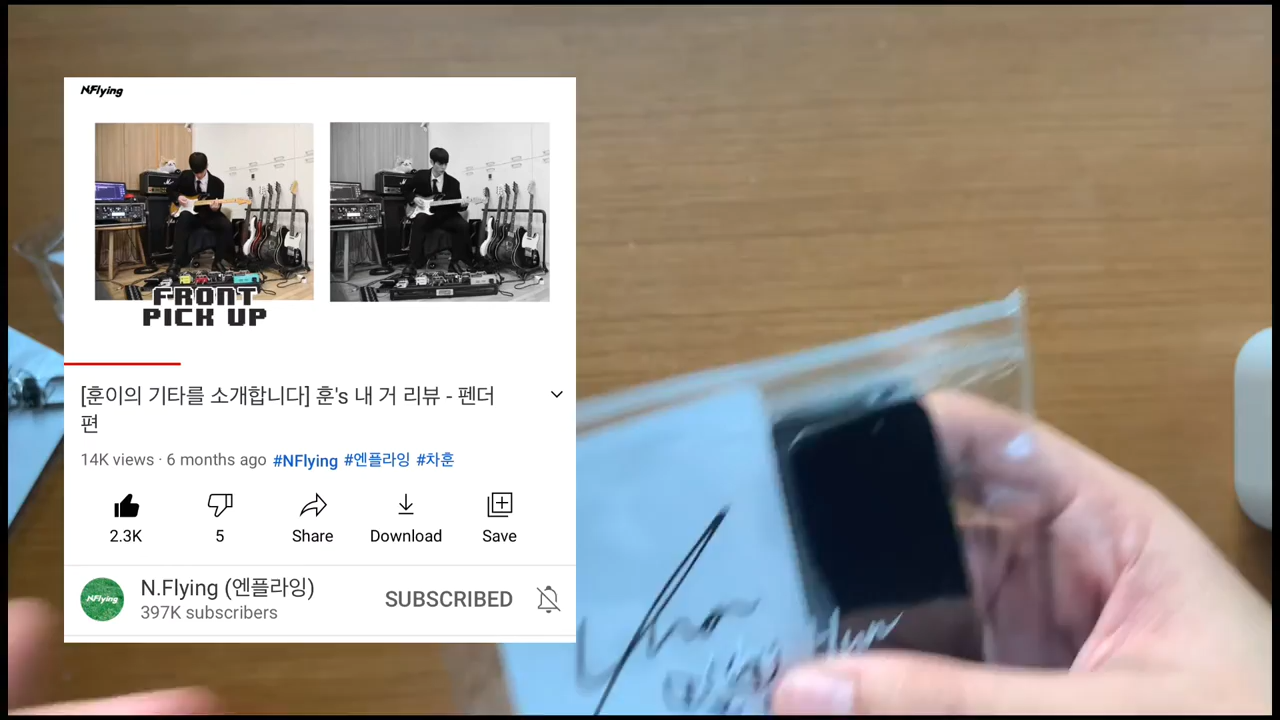 N.Flying
FRONT
PICK UP
[훈이의 기타를 소개합니다] 훈's 내 거 리뷰 - 펜더
편
14K views · 6 months ago #NFlying #엔플라잉 #차훈
2.3K
5
Share
Download
Save
N.Flying (엔플라잉)
397K subscribers
SUBSCRIBED